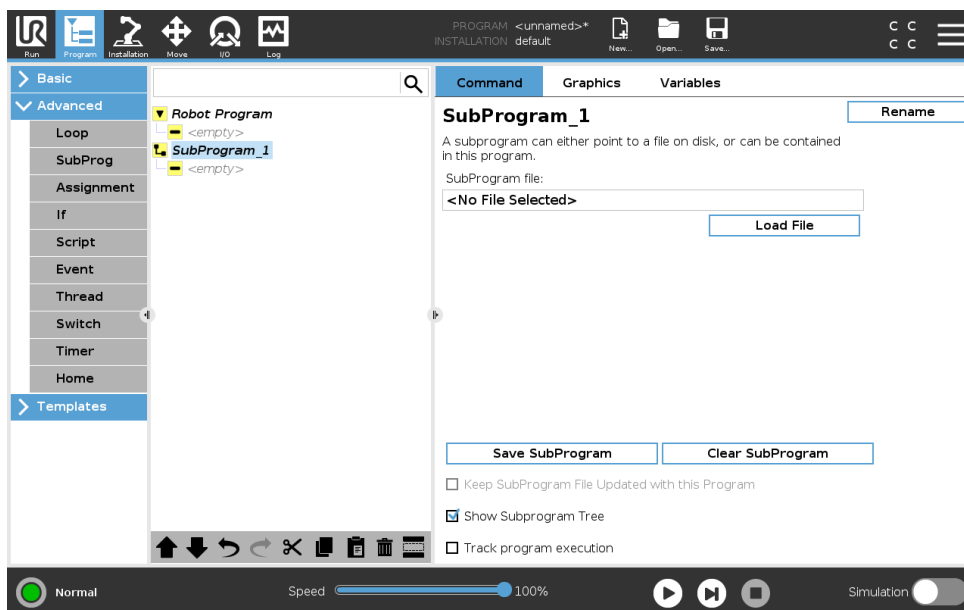 PROGRAM <unnamed>*
INSTALLATION default
UR
Run
Program
Installation
Move
I/O
Log
New...
Open...
Save...
C C
C C
Basic
Advanced
Loop
SubProg
Assignment
If
Script
Event
Thread
Switch
Timer
Home
Templates
Robot Program
<empty>
SubProgram_1
<empty>
Command Graphics Variables
SubProgram_1
Rename
A subprogram can either point to a file on disk, or can be contained
in this program.
SubProgram file:
<No File Selected>
Load File
Save SubProgram
Clear SubProgram
Keep SubProgram File Updated with this Program
Show Subprogram Tree
Track program execution
Normal
Speed 100%
Simulation